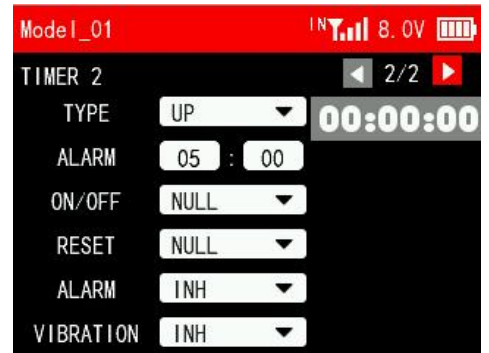 Model_01 IN 8.0V
TIMER 2 2/2
TYPE UP 00:00:00
ALARM 05 : 00
ON/OFF NULL
RESET NULL
ALARM INH
VIBRATION INH